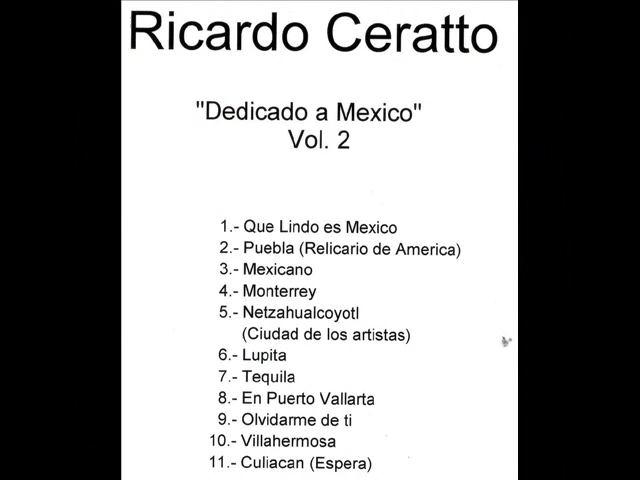 Ricardo Ceratto
"Dedicado a Mexico"
Vol. 2
1.- Que Lindo es Mexico
2.- Puebla (Relicario de America)
3.- Mexicano
4.- Monterrey
5.- Netzahualcoyotl
(Ciudad de los artistas)
6.- Lupita
7.- Tequila
8.- En Puerto Vallarta
9.- Olvidarme de ti
10.- Villahermosa
11.- Culiacan (Espera)